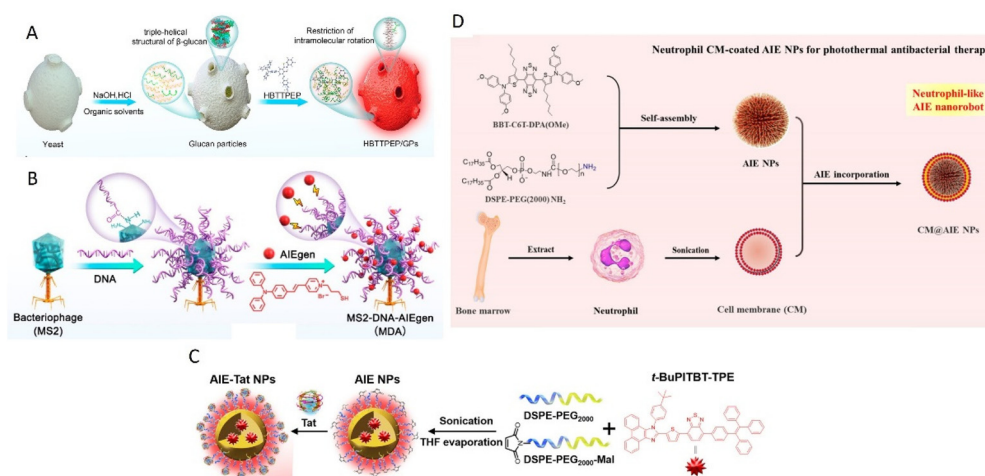 A
triple-helical
structural of β-glucan
Restriction of
intramolecular rotation
NaOH,HCl
Organic solvents
HBTTPEP
Yeast
Glucan particles
HBTTPEP/GPs
B
DNA
AIEgen
Bacteriophage
(MS2)
MS2-DNA-AIEgen
(MDA)
D
Neutrophil CM-coated AIE NPs for photothermal antibacterial therap
BBT-C6T-DPA(OMe)
Self-assembly
AIE NPs
Neutrophil-like
AIE nanorobot
DSPE-PEG(2000) NH₂
AIE incorporation
CM@AIE NPs
Extract
Sonication
Bone marrow
Neutrophil
Cell membrane (CM)
C
AIE-Tat NPs
AIE NPs
t-BuPITBT-TPE
Tat
Sonication
THF evaporation
DSPE-PEG₂₀₀₀
DSPE-PEG₂₀₀₀-Mal
+